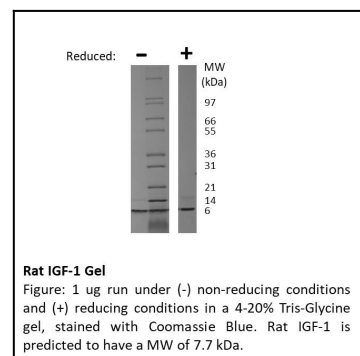 Reduced: - +
MW
(kDa)
97
66
55
36
31
21
14
6
Rat IGF-1 Gel
Figure: 1 ug run under (-) non-reducing conditions
and (+) reducing conditions in a 4-20% Tris-Glycine
gel, stained with Coomassie Blue. Rat IGF-1 is
predicted to have a MW of 7.7 kDa.